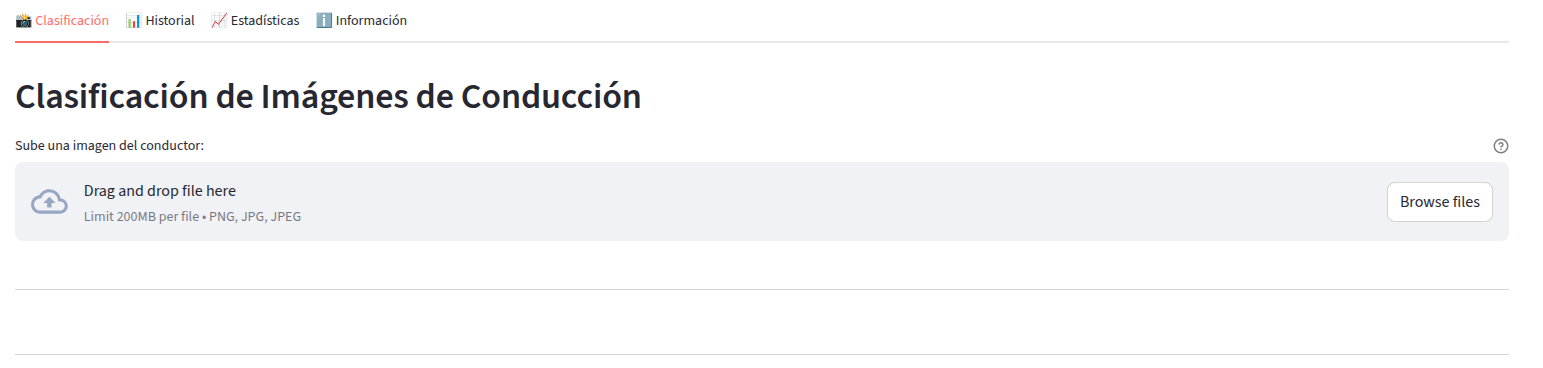 📸 Clasificación 📊 Historial 📈 Estadísticas ℹ️ Información
Clasificación de Imágenes de Conducción
Sube una imagen del conductor:
Drag and drop file here
Limit 200MB per file • PNG, JPG, JPEG
Browse files